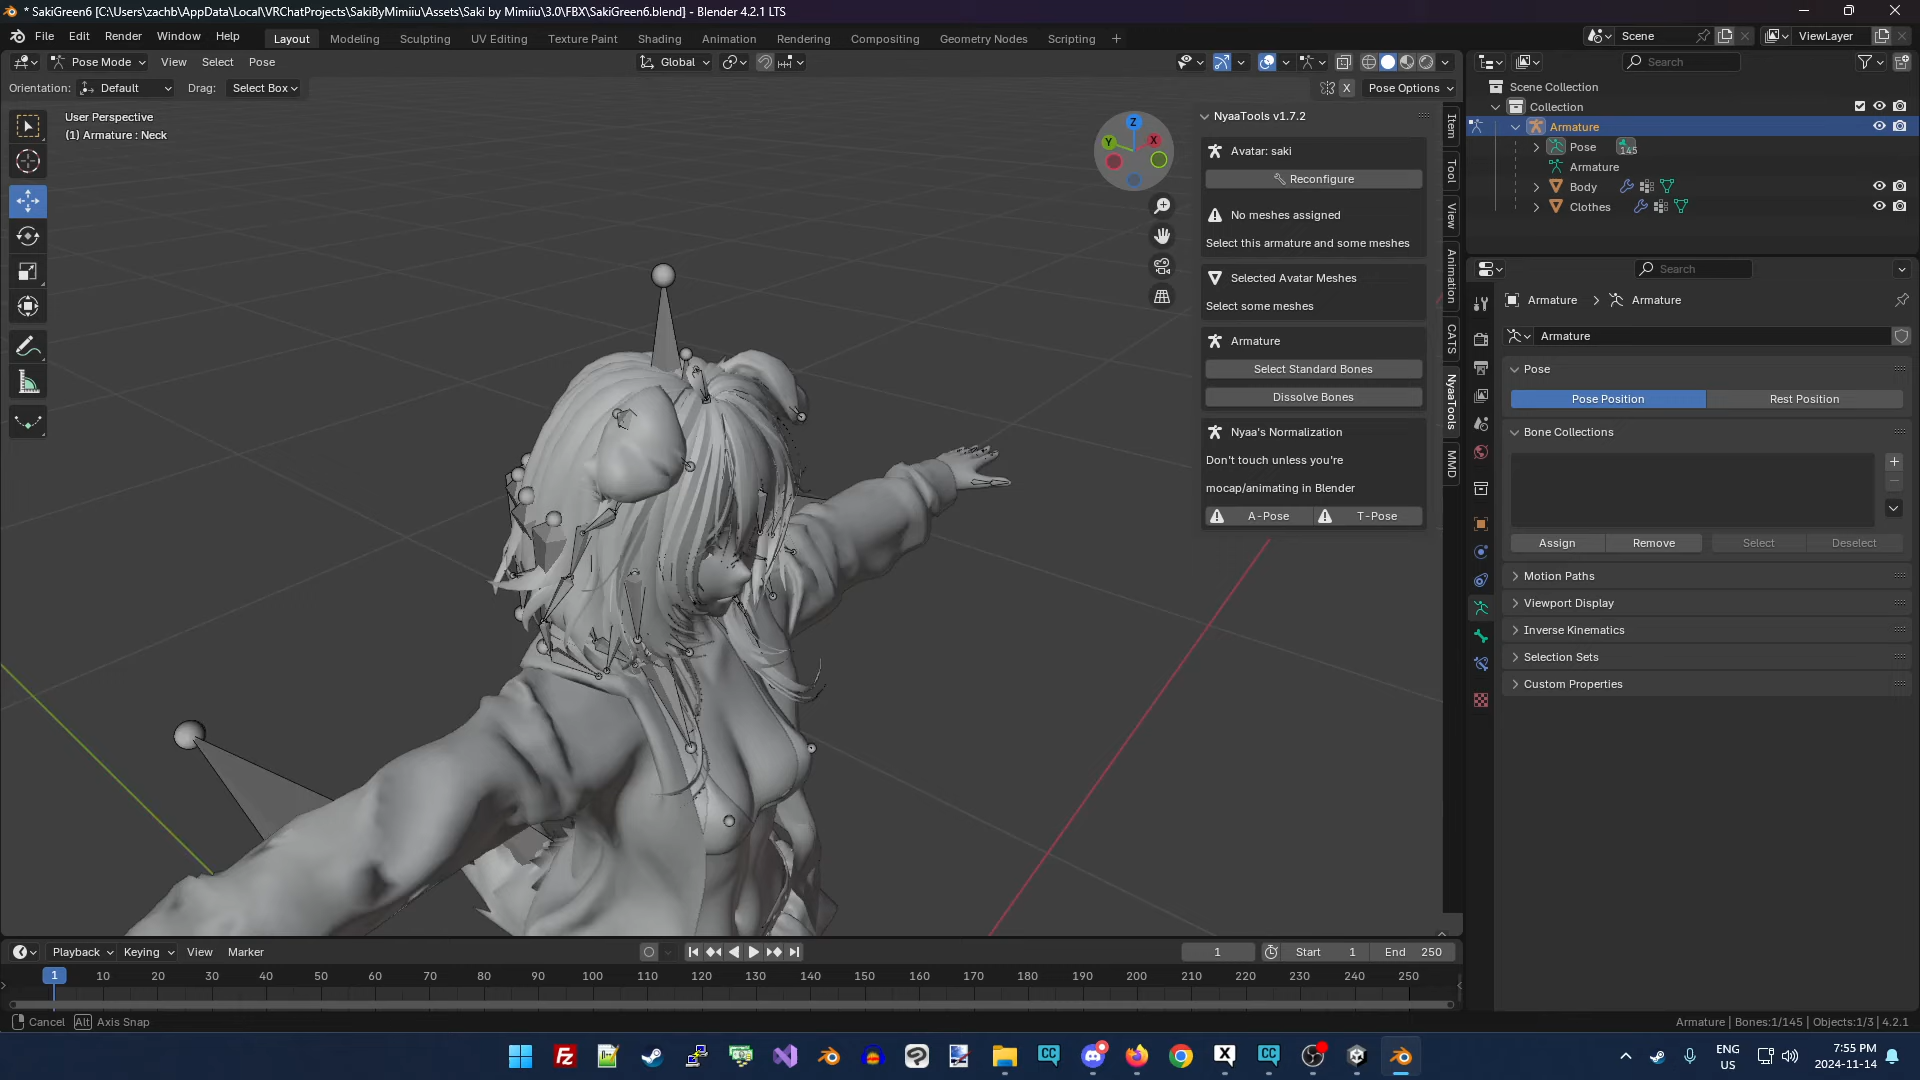 * SakiGreen6 [C:\Users\zachb\AppData\Local\VRChatProjects\SakiByMimiiu\Assets\Saki by Mimiiu\3.0\FBX\SakiGreen6.blend] - Blender 4.2.1 LTS
File Edit Render Window Help Layout Modeling Sculpting UV Editing Texture Paint Shading Animation Rendering Compositing Geometry Nodes Scripting + Scene ViewLayer
Pose Mode View Select Pose Global Search
Orientation: Default Drag: Select Box X Pose Options Scene Collection
Collection
User Perspective
(1) Armature : Neck
NyaaTools v1.7.2
Avatar: saki
Reconfigure
No meshes assigned
Select this armature and some meshes
Selected Avatar Meshes
Select some meshes
Armature
Select Standard Bones
Dissolve Bones
Nyaa's Normalization
Don't touch unless you're
mocap/animating in Blender
A-Pose T-Pose
Z
X
Y
Item
Tool
View
Animation
CATS
NyaaTools
MMD
Armature
Pose 145
Armature
Body
Clothes
Search
Armature > Armature
Armature
Pose
Pose Position Rest Position
Bone Collections
Assign Remove Select Deselect
Motion Paths
Viewport Display
Inverse Kinematics
Selection Sets
Custom Properties
Playback Keying View Marker 1 Start 1 End 250
1 10 20 30 40 50 60 70 80 90 100 110 120 130 140 150 160 170 180 190 200 210 220 230 240 250
Cancel Alt Axis Snap Armature | Bones:1/145 | Objects:1/3 | 4.2.1
Fz CC X CC
ENG
US
7:55 PM
2024-11-14